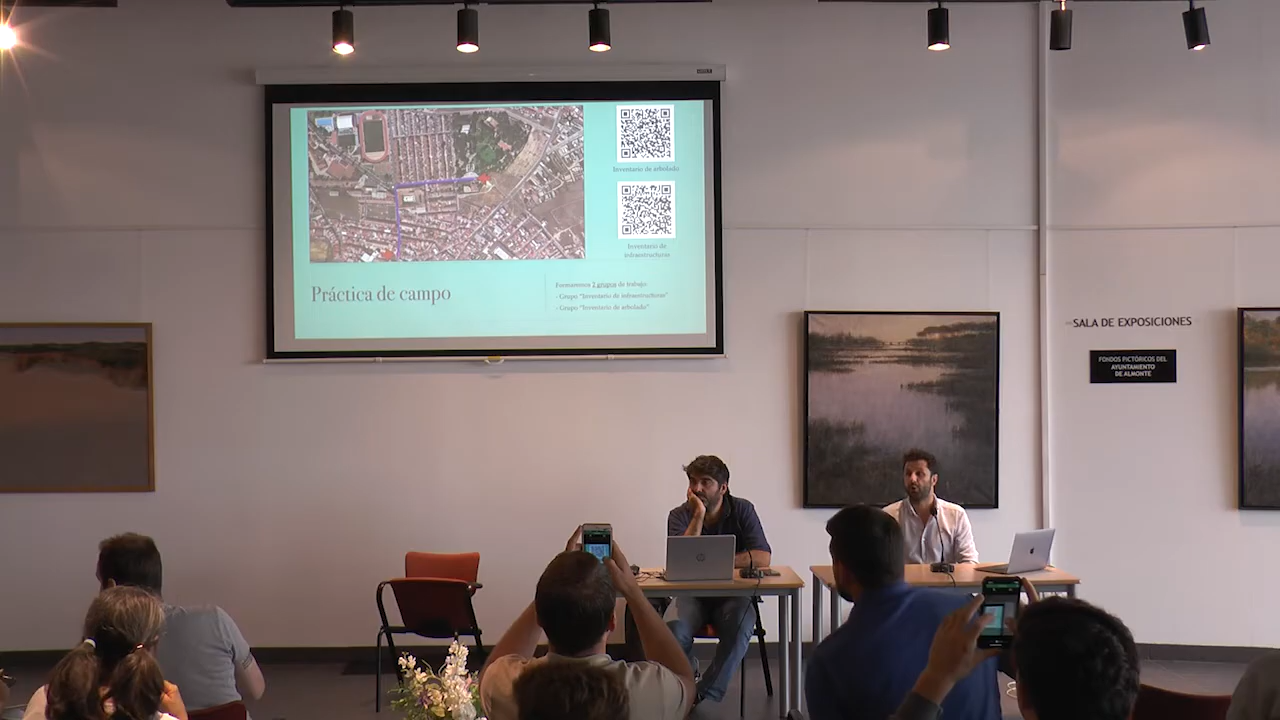 Inventario de arbolado
Inventario de
infraestructuras
Práctica de campo
Formaremos 2 grupos de trabajo:
- Grupo "Inventario de infraestructuras"
- Grupo "Inventario de arbolado"
SALA DE EXPOSICIONES
FONDOS PICTÓRICOS DEL
AYUNTAMIENTO
DE ALMONTE
hp